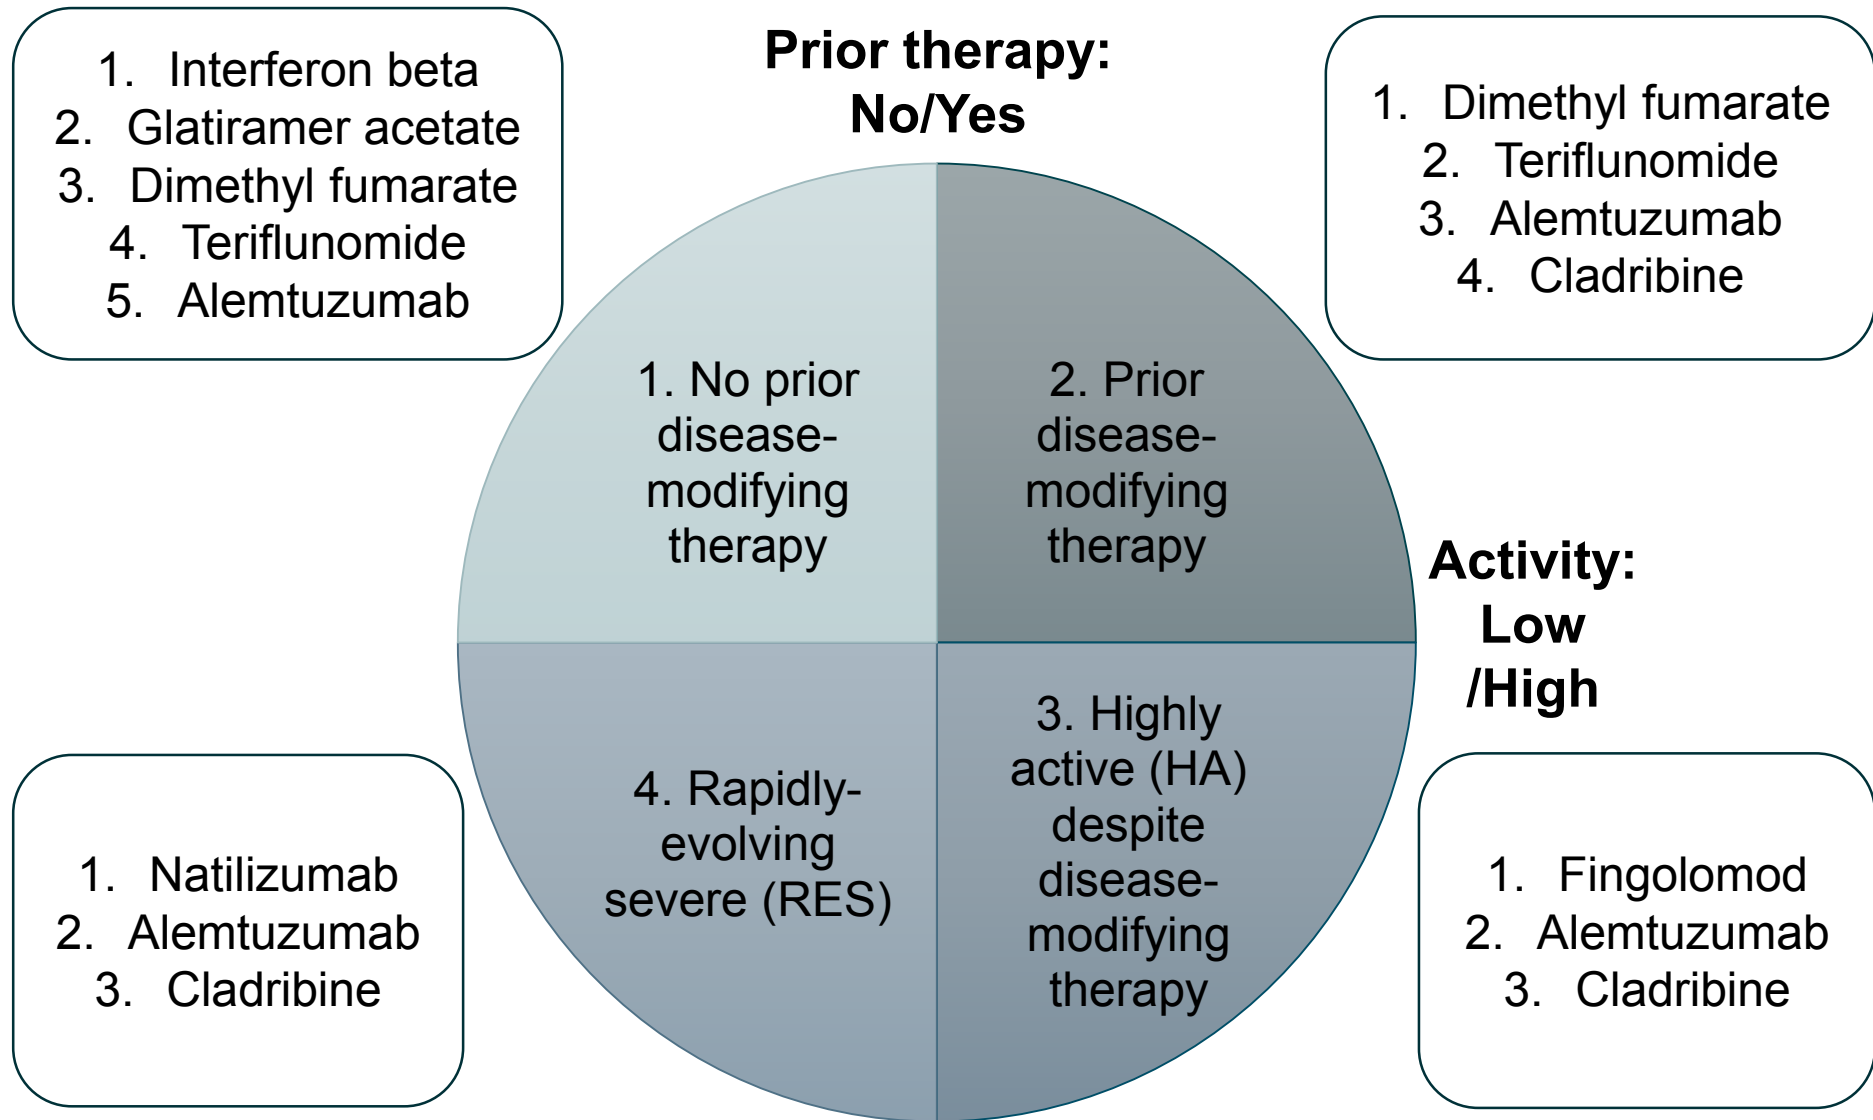 1. Interferon beta
2. Glatiramer acetate
3. Dimethyl fumarate
4. Teriflunomide
5. Alemtuzumab
Prior therapy:
No/Yes
1. Dimethyl fumarate
2. Teriflunomide
3. Alemtuzumab
4. Cladribine
1. No prior
disease-
modifying
therapy
2. Prior
disease-
modifying
therapy
Activity:
Low
/High
4. Rapidly-
evolving
severe (RES)
3. Highly
active (HA)
despite
disease-
modifying
therapy
1. Natilizumab
2. Alemtuzumab
3. Cladribine
1. Fingolomod
2. Alemtuzumab
3. Cladribine